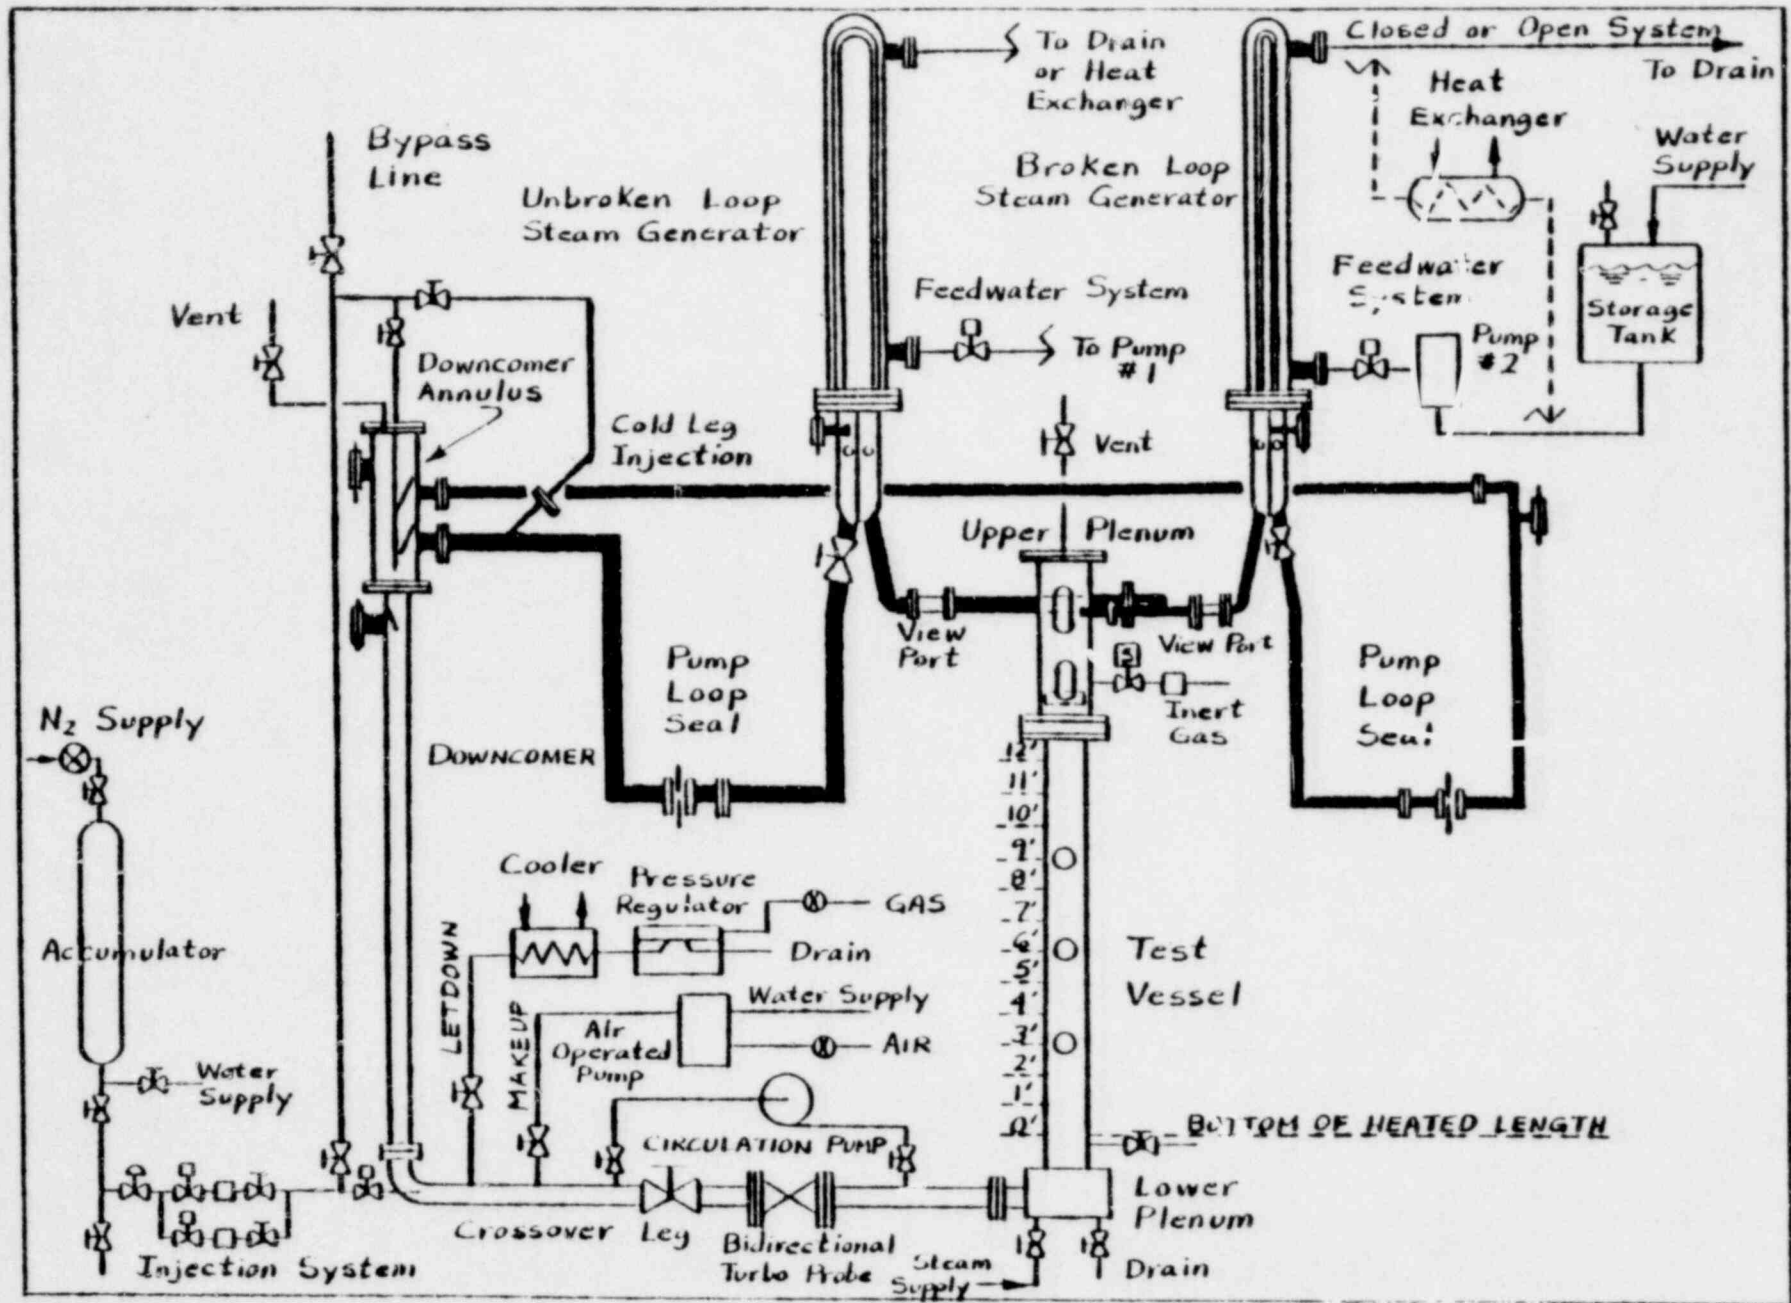 To Drain
or Heat
Exchanger
Closed or Open System
To Drain
Heat
Exchanger
Water
Supply
Bypass
Line
Unbroken Loop
Steam Generator
Broken Loop
Steam Generator
Feedwater System
To Pump
#1
Feedwater
System
Pump
#2
Storage
Tank
Vent
Downcomer
Annulus
Cold Leg
Injection
Vent
Upper Plenum
View
Port
View Port
S
Inert
Gas
Pump
Loop
Seal
Pump
Loop
N2 Supply
DOWNCOMER
12'
11'
10'
9'
8'
7'
6'
5'
4'
3'
2'
1'
0'
Cooler
Pressure
Regulator
GAS
Drain
Accumulator
LETDOWN
MAKEUP
Water Supply
Air
Operated
Pump
AIR
Test
Vessel
Water
Supply
CIRCULATION PUMP
BOTTOM OF HEATED LENGTH
Lower
Plenum
Crossover Leg
Bidirectional
Turbo Probe
Steam
Supply
Drain
Injection System